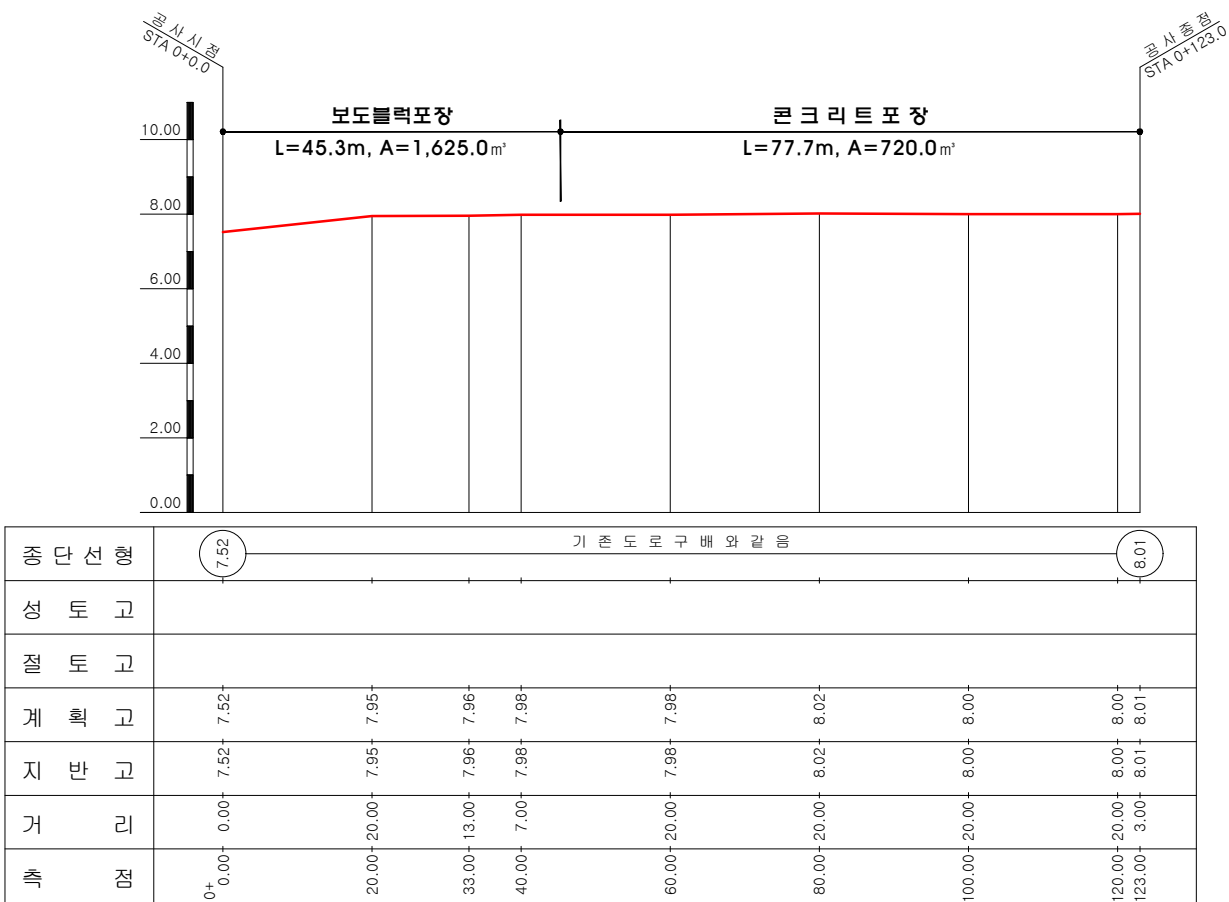 공사시점
STA 0+0.0
공사종점
STA 0+123.0
보도블럭포장
L=45.3m, A=1,625.0㎡
콘크리트포장
L=77.7m, A=720.0㎡
10.00
8.00
6.00
4.00
2.00
0.00
종단선형 7.52 기존도로구배와같음 8.01
성토고
절토고
계획고 7.52 7.95 7.96 7.98 7.98 8.02 8.00 8.00 8.01
지반고 7.52 7.95 7.96 7.98 7.98 8.02 8.00 8.00 8.01
거리 0.00 20.00 13.00 7.00 20.00 20.00 20.00 20.00 3.00
측점 0+ 0.00 20.00 33.00 40.00 60.00 80.00 100.00 120.00 123.00